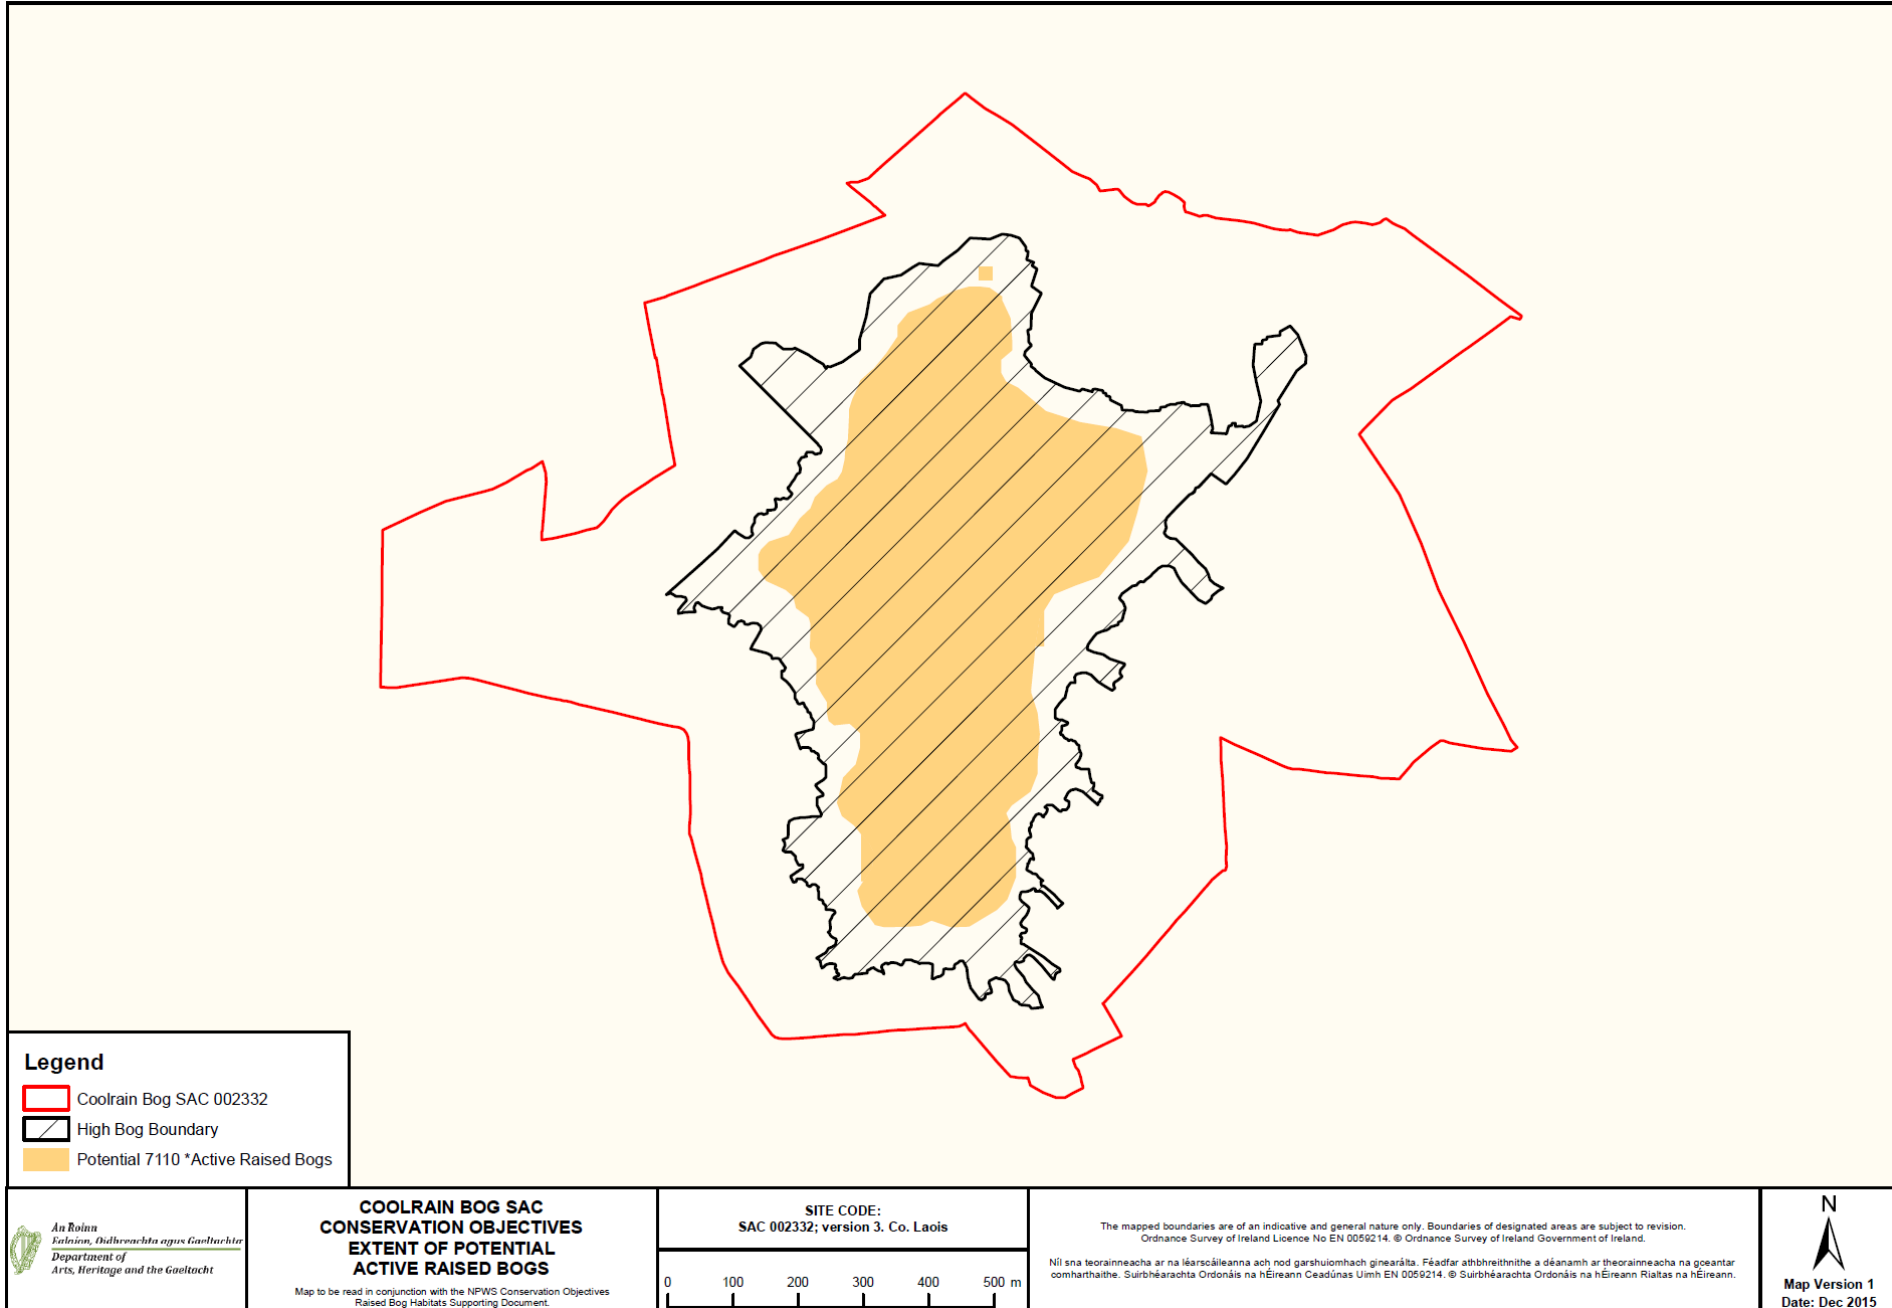 Legend
Coolrain Bog SAC 002332
High Bog Boundary
Potential 7110 *Active Raised Bogs
An Roinn
Ealaíon, Oidhreachta agus Gaeltachta
Department of
Arts, Heritage and the Gaeltacht
COOLRAIN BOG SAC
CONSERVATION OBJECTIVES
EXTENT OF POTENTIAL
ACTIVE RAISED BOGS
Map to be read in conjunction with the NPWS Conservation Objectives
Raised Bog Habitats Supporting Document.
SITE CODE:
SAC 002332; version 3. Co. Laois
0 100 200 300 400 500 m
The mapped boundaries are of an indicative and general nature only. Boundaries of designated areas are subject to revision.
Ordnance Survey of Ireland Licence No EN 0059214. © Ordnance Survey of Ireland Government of Ireland.
Níl sna teorainneacha ar na léarscáileanna ach nod garshuiomhach ginearálta. Féadfar athbhreithnithe a déanamh ar theorainneacha na gceantar
comharthaithe. Suirbhéarachta Ordonáis na hÉireann Ceadúnas Uimh EN 0059214. © Suirbhéarachta Ordonáis na hÉireann Rialtas na hÉireann.
N
Map Version 1
Date: Dec 2015